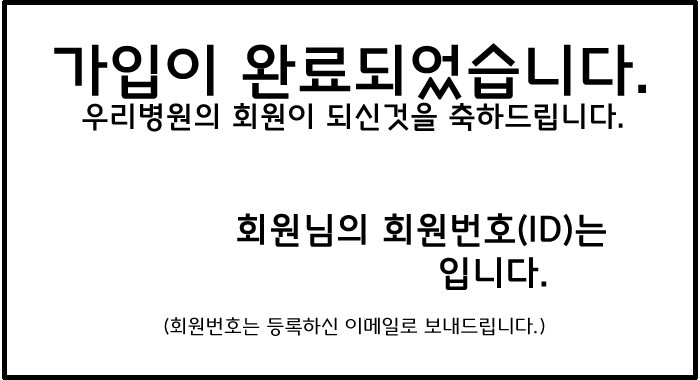 가입이 완료되었습니다.
우리병원의 회원이 되신것을 축하드립니다.
회원님의 회원번호(ID)는
입니다.
(회원번호는 등록하신 이메일로 보내드립니다.)